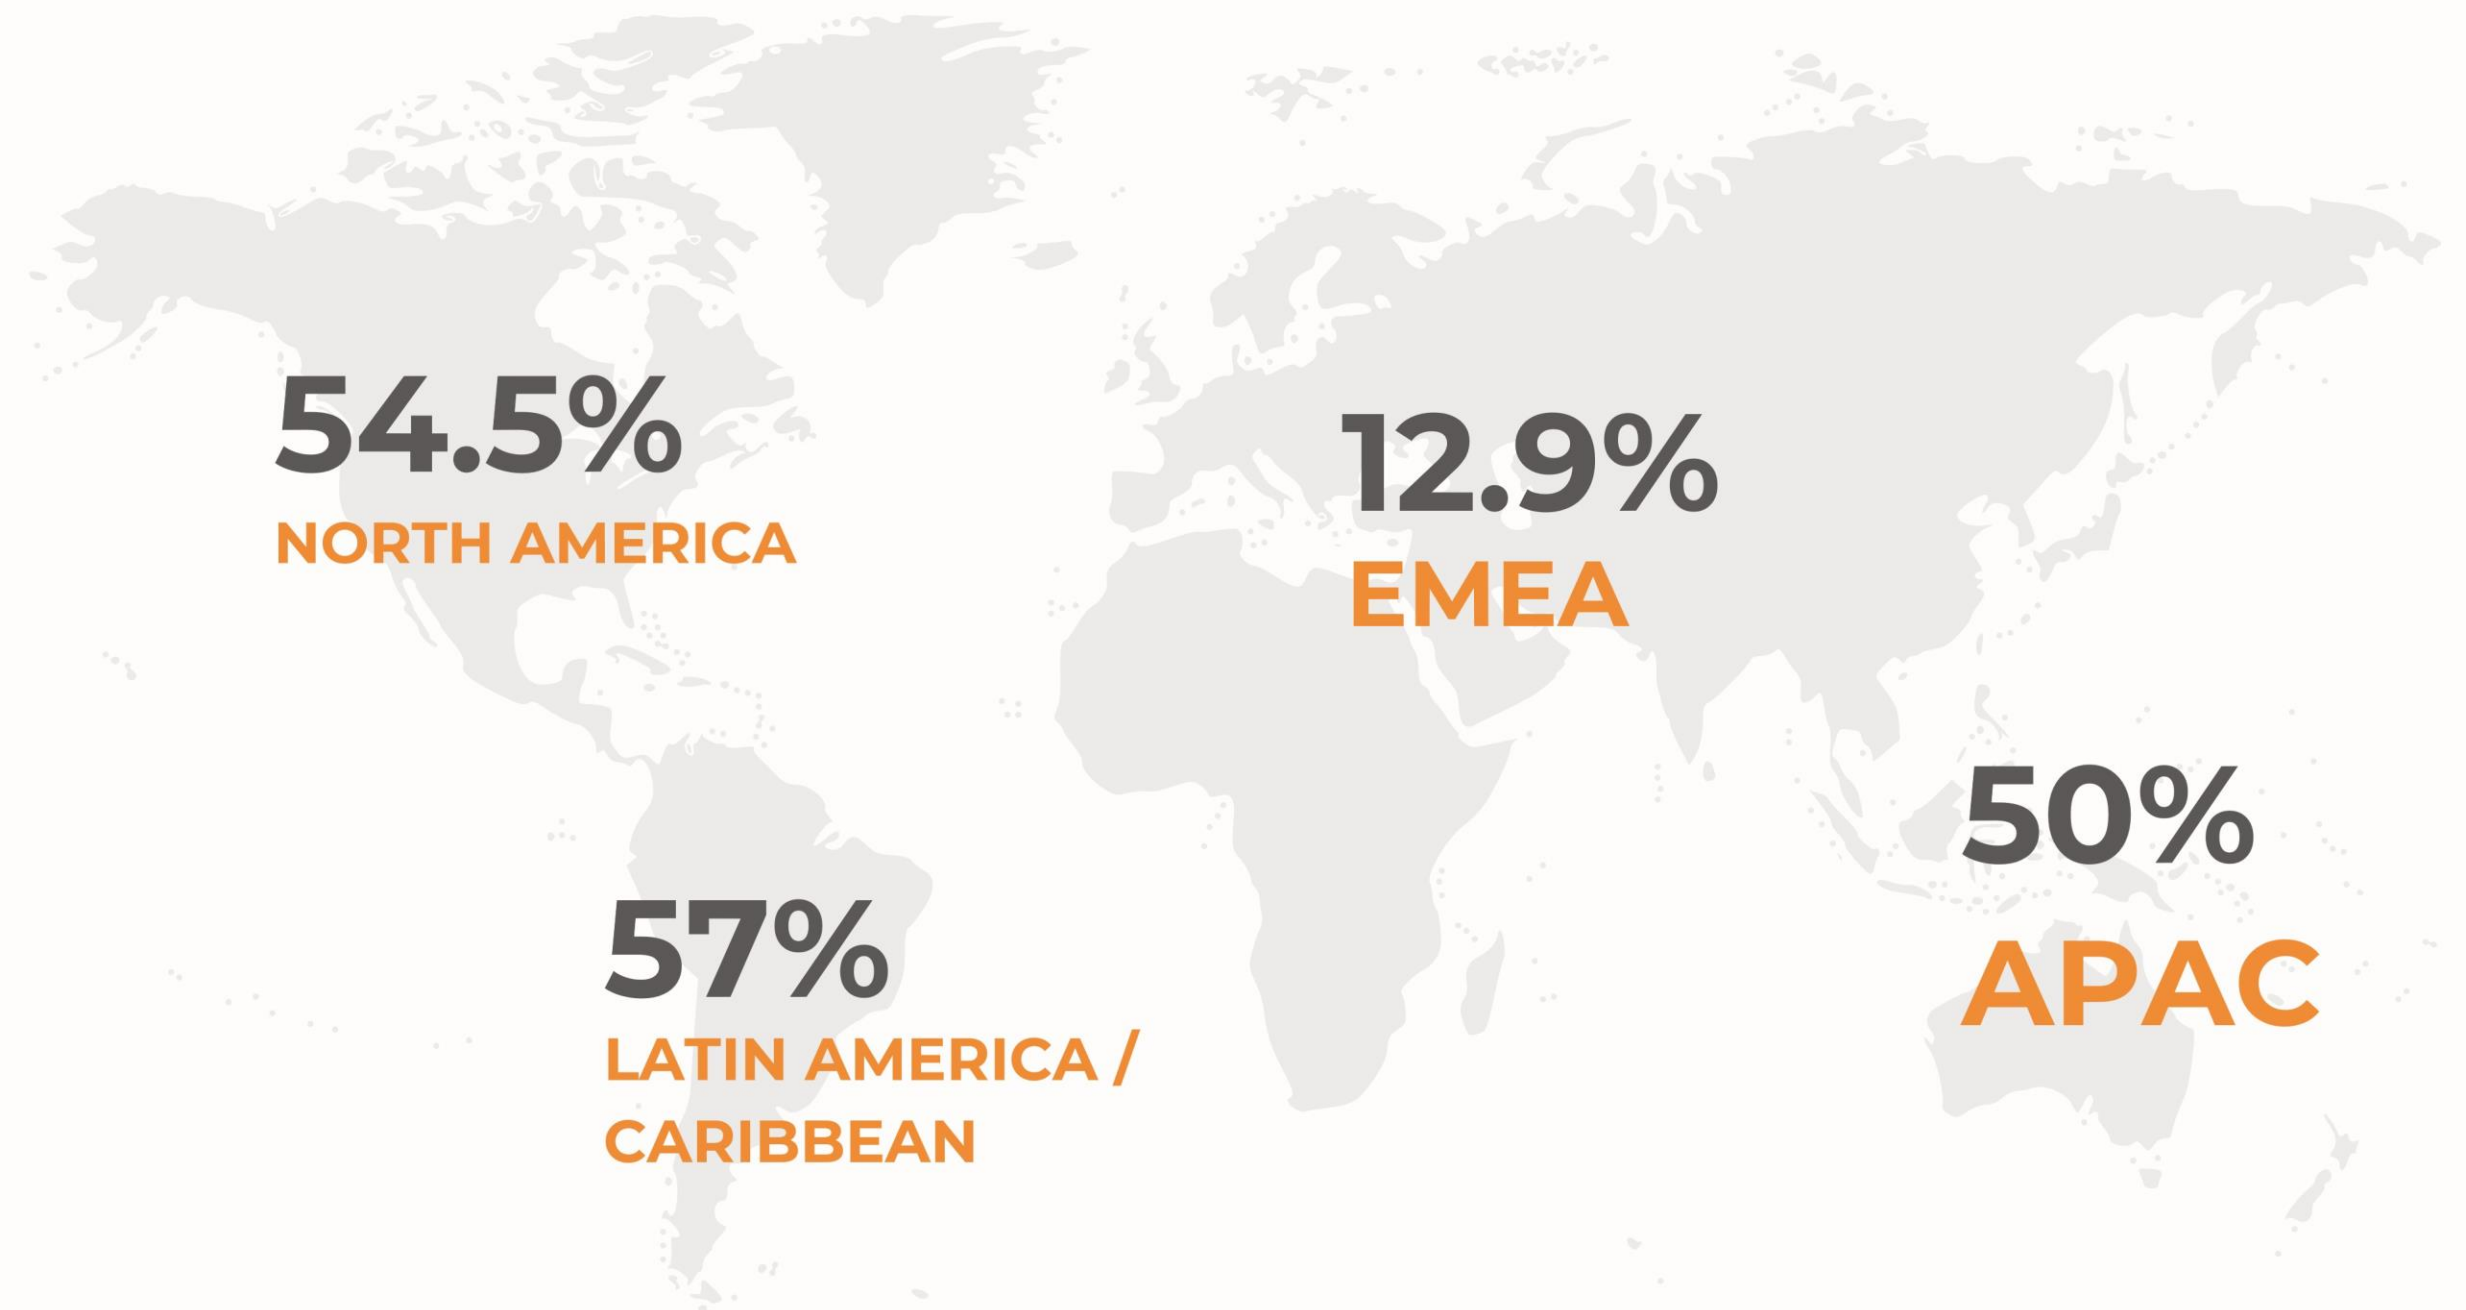 54.5%
NORTH AMERICA
12.9%
EMEA
57%
LATIN AMERICA /
CARIBBEAN
50%
APAC